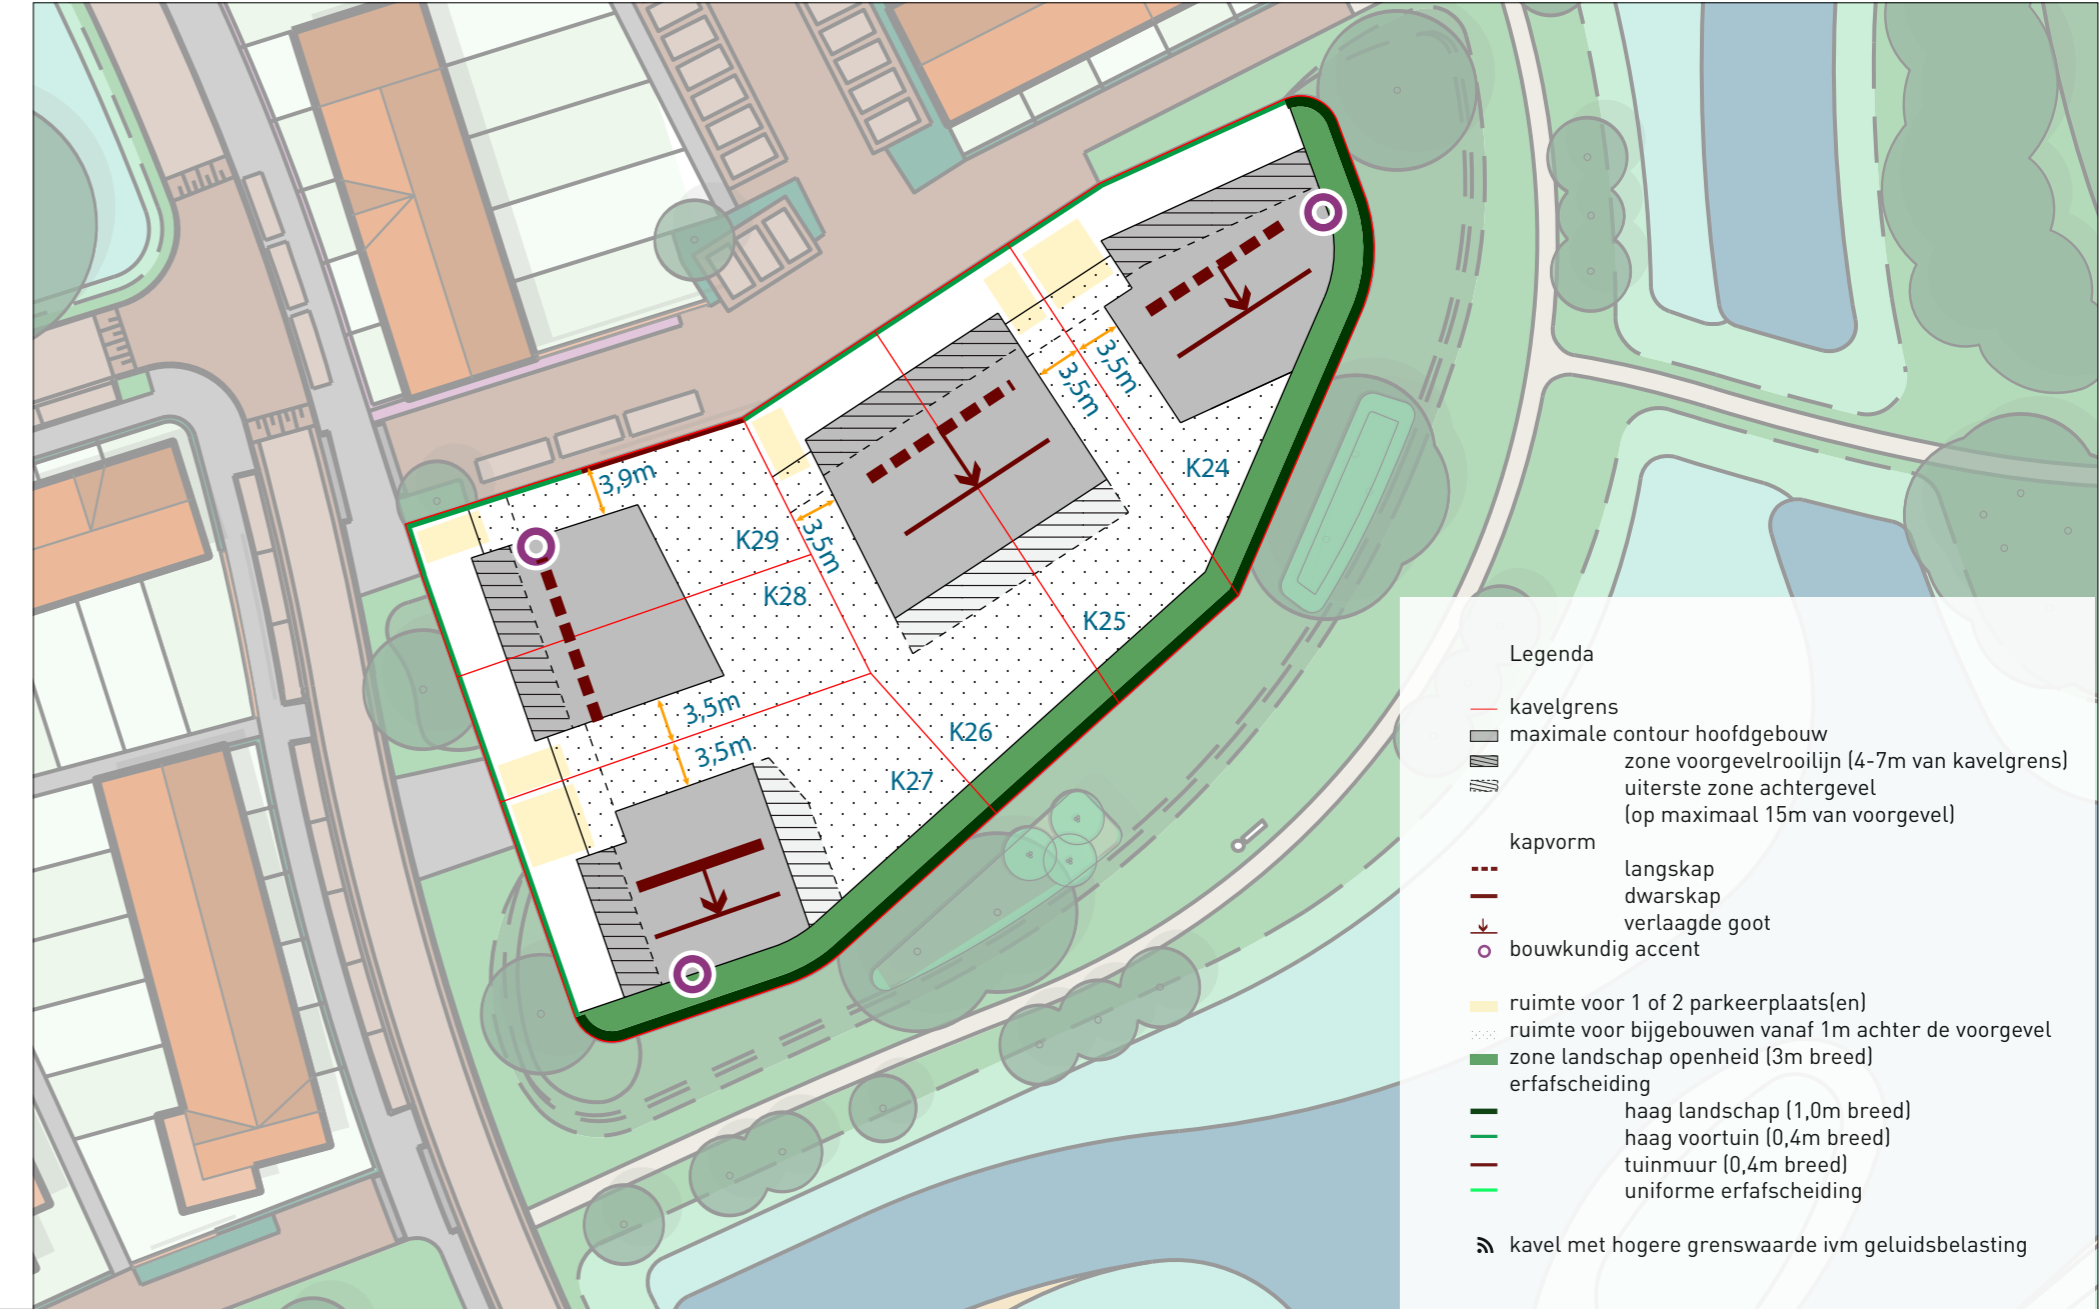 3,5m
3,5m
3,9m
K24
K29
3,5m
K28
K25
3,5m
K26
3,5m
K27
Legenda
kavelgrens
maximale contour hoofdgebouw
zone voorgevelrooilijn (4-7m van kavelgrens)
uiterste zone achtergevel
(op maximaal 15m van voorgevel)
kapvorm
langskap
dwarskap
verlaagde goot
bouwkundig accent
ruimte voor 1 of 2 parkeerplaats(en)
ruimte voor bijgebouwen vanaf 1m achter de voorgevel
zone landschap openheid (3m breed)
erfafscheiding
haag landschap (1,0m breed)
haag voortuin (0,4m breed)
tuinmuur (0,4m breed)
uniforme erfafscheiding
kavel met hogere grenswaarde ivm geluidsbelasting